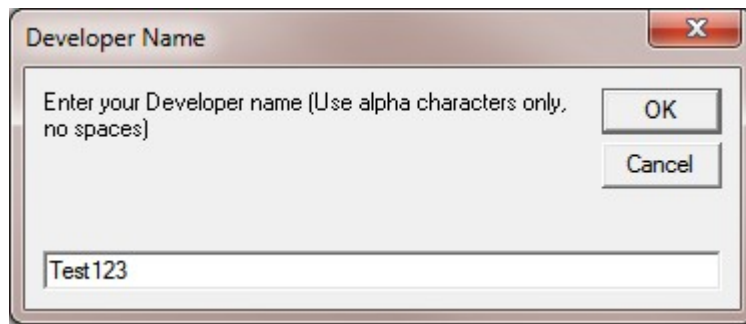 Developer Name
Enter your Developer name (Use alpha characters only,
no spaces)
OK
Cancel
Test123